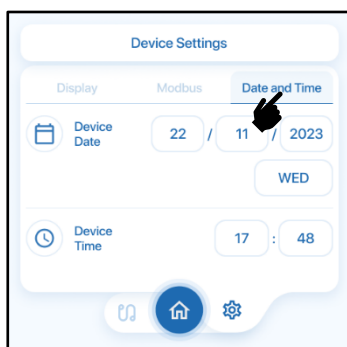 Device Settings
Display Modbus Date and Time
Device
Date
22 / 11 / 2023
WED
Device
Time
17 : 48